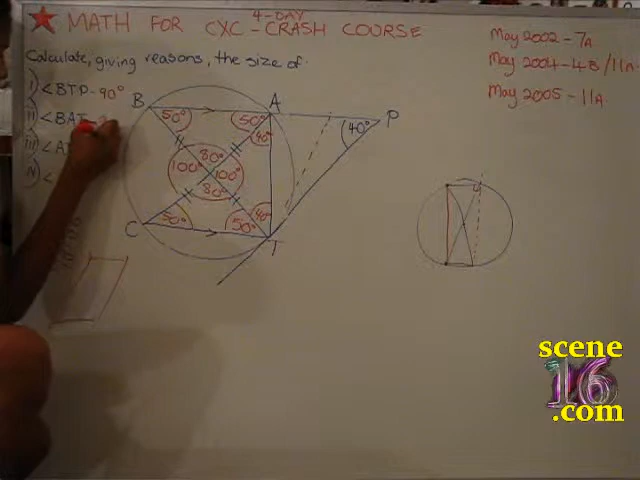 ★ MATH FOR CXC - 4-DAY CRASH COURSE
Calculate, giving reasons, the size of:
i) <BTP - 90°
ii) <BAT -
iii) <A
iv) <
May 2002 - 7A
May 2004 - 4B / 11A
May 2005 - 11A
B
A
P
50°
50°
40°
40°
80°
100°
100°
80°
C
50°
50°
40°
T
scene
16
.com